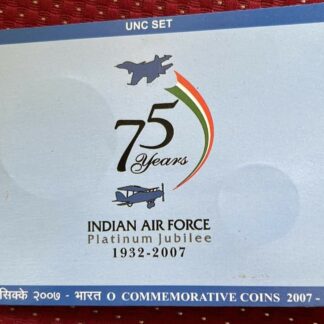 UNC SET
75
Years
INDIAN AIR FORCE
Platinum Jubilee
1932-2007
सिक्के २००७ - भारत O COMMEMORATIVE COINS 2007 -